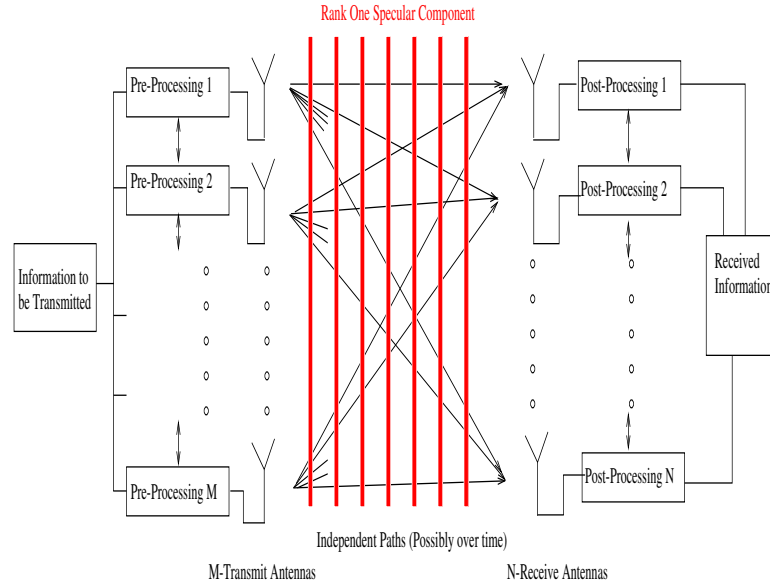 Rank One Specular Component
Pre-Processing 1
Post-Processing 1
Pre-Processing 2
Post-Processing 2
Information to
be Transmitted
Received
Information
Pre-Processing M
Post-Processing N
Independent Paths (Possibly over time)
M-Transmit Antennas
N-Receive Antennas